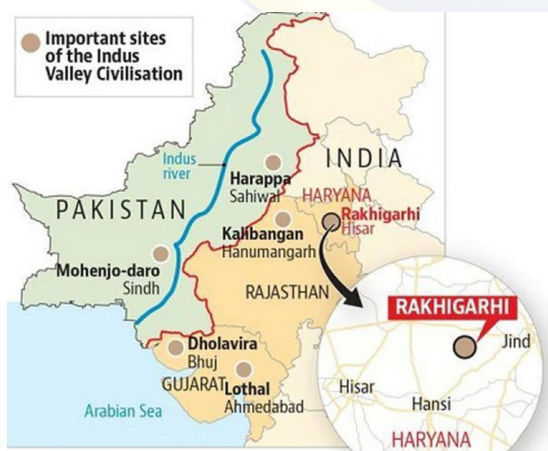 Important sites
of the Indus
Valley Civilisation
Indus
river
INDIA
Harappa
Sahiwal
HARYANA
PAKISTAN
Rakhigarhi
Hisar
Kalibangan
Hanumangarh
Mohenjo-daro
Sindh
RAJASTHAN
RAKHIGARHI
Dholavira
Bhuj
Jind
GUJARAT
Lothal
Ahmedabad
Hisar
Hansi
Arabian Sea
HARYANA